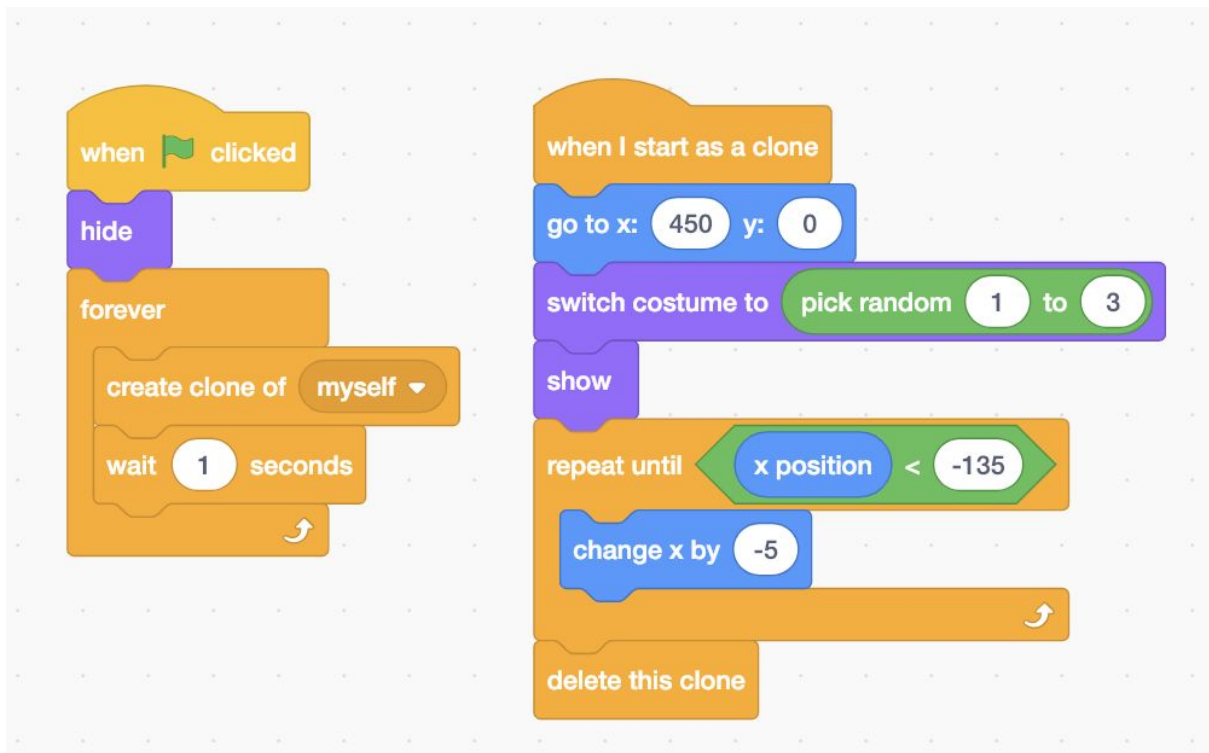 when clicked
hide
forever
create clone of myself
wait 1 seconds
when I start as a clone
go to x: 450 y: 0
switch costume to pick random 1 to 3
show
repeat until x position < -135
change x by -5
delete this clone